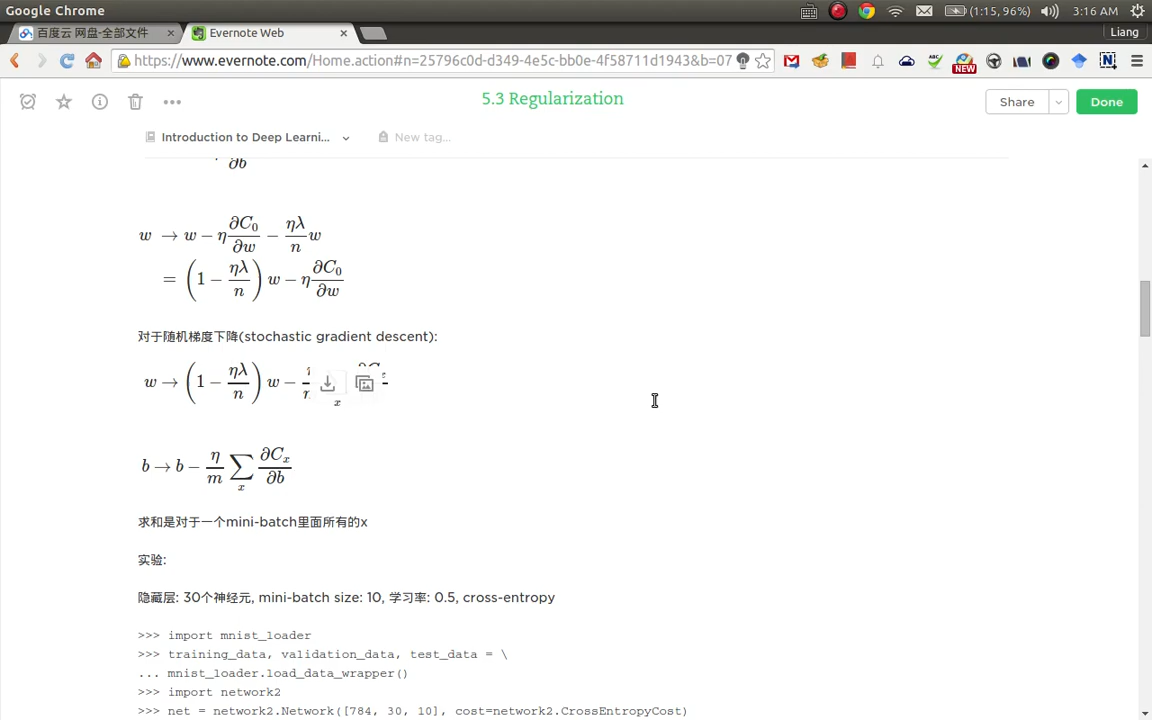 Google Chrome
(1:15, 96%)
3:16 AM
百度云 网盘-全部文件 ×
Evernote Web ×
Liang
https://www.evernote.com/Home.action#n=25796c0d-d349-4e5c-bb0e-4f58711d1943&b=07
NEW
5.3 Regularization
Share
Done
Introduction to Deep Learni...
New tag...
∂b
w → w − η ∂C₀/∂w − ηλ/n w
= (1 − ηλ/n) w − η ∂C₀/∂w
对于随机梯度下降(stochastic gradient descent):
w → (1 − ηλ/n) w −
x
b → b − η/m ∑ₓ ∂Cₓ/∂b
求和是对于一个mini-batch里面所有的x
实验:
隐藏层: 30个神经元, mini-batch size: 10, 学习率: 0.5, cross-entropy
>>> import mnist_loader
>>> training_data, validation_data, test_data = \
... mnist_loader.load_data_wrapper()
>>> import network2
>>> net = network2.Network([784, 30, 10], cost=network2.CrossEntropyCost)